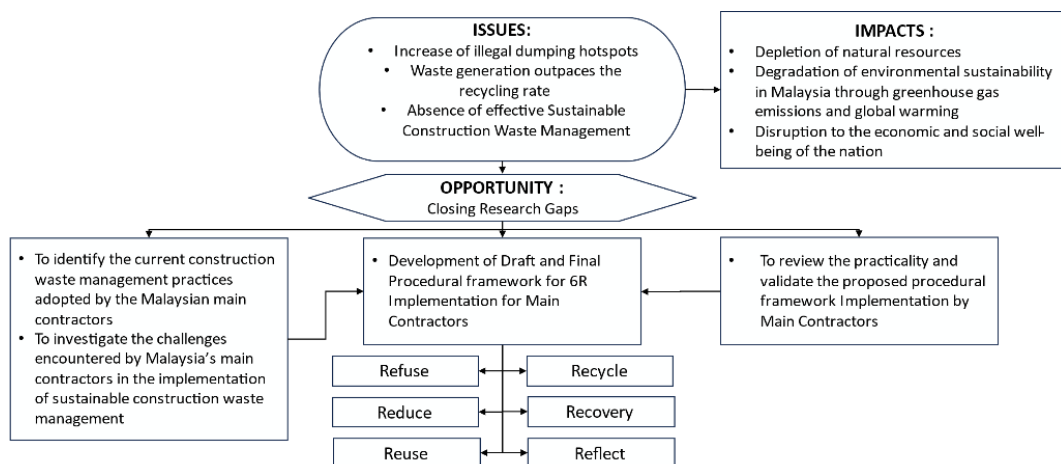 ISSUES:
• Increase of illegal dumping hotspots
• Waste generation outpaces the
recycling rate
• Absence of effective Sustainable
Construction Waste Management
IMPACTS :
• Depletion of natural resources
• Degradation of environmental sustainability
in Malaysia through greenhouse gas
emissions and global warming
• Disruption to the economic and social well-
being of the nation
OPPORTUNITY :
Closing Research Gaps
• To identify the current construction
waste management practices
adopted by the Malaysian main
contractors
• To investigate the challenges
encountered by Malaysia's main
contractors in the implementation
of sustainable construction waste
management
• Development of Draft and Final
Procedural framework for 6R
Implementation for Main
Contractors
• To review the practicality and
validate the proposed procedural
framework Implementation by
Main Contractors
Refuse
Recycle
Reduce
Recovery
Reuse
Reflect